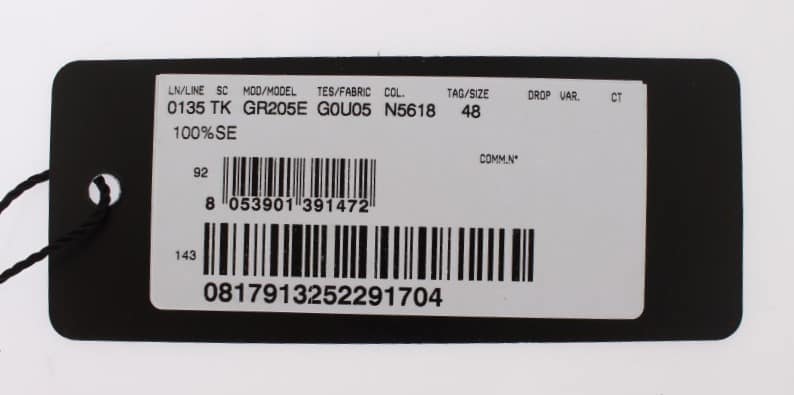 LN/LINE SC MOD/MODEL TES/FABRIC COL. TAG/SIZE DROP VAR. CT
0135 TK GR205E G0U05 N5618 48
100%SE
COMM.N°
92
8 053901 391472
143
0817913252291704